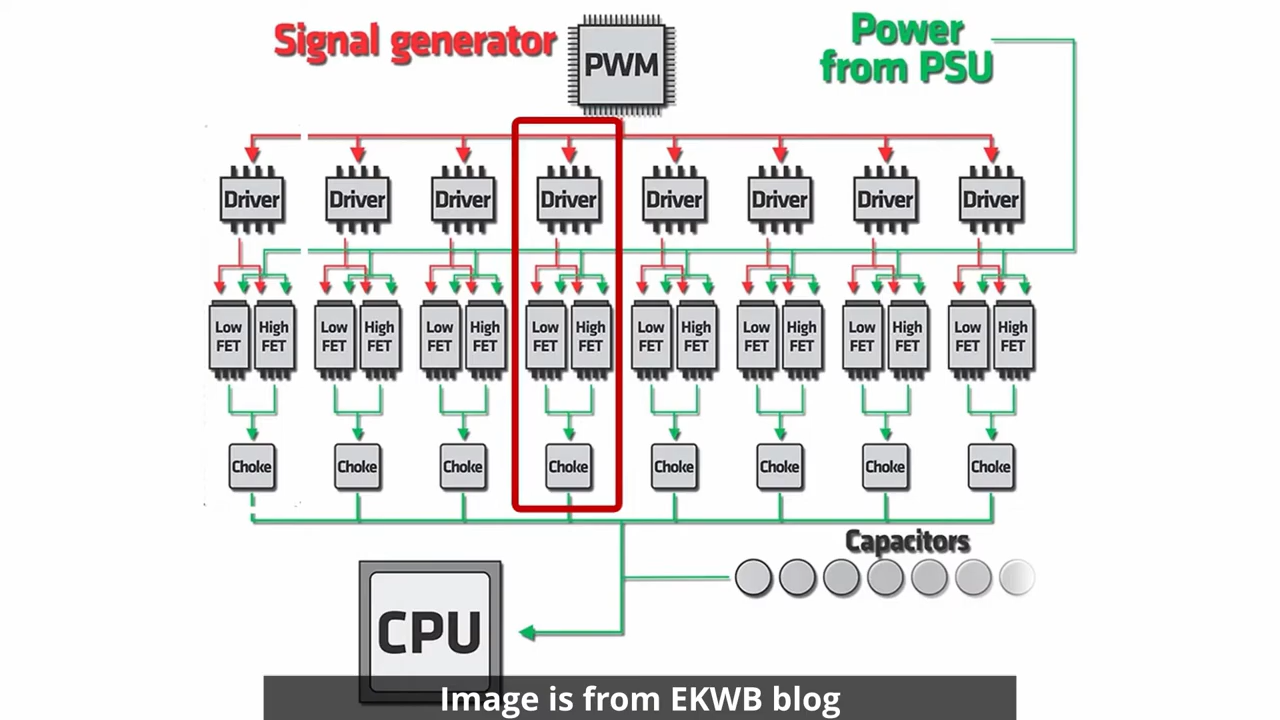 Signal generator
PWM
Power
from PSU
Driver
Driver
Driver
Driver
Driver
Driver
Driver
Driver
Low
FET
High
FET
Low
FET
High
FET
Low
FET
High
FET
Low
FET
High
FET
Low
FET
High
FET
Low
FET
High
FET
Low
FET
High
FET
Low
FET
High
FET
Choke
Choke
Choke
Choke
Choke
Choke
Choke
Choke
Capacitors
CPU
Image is from EKWB blog